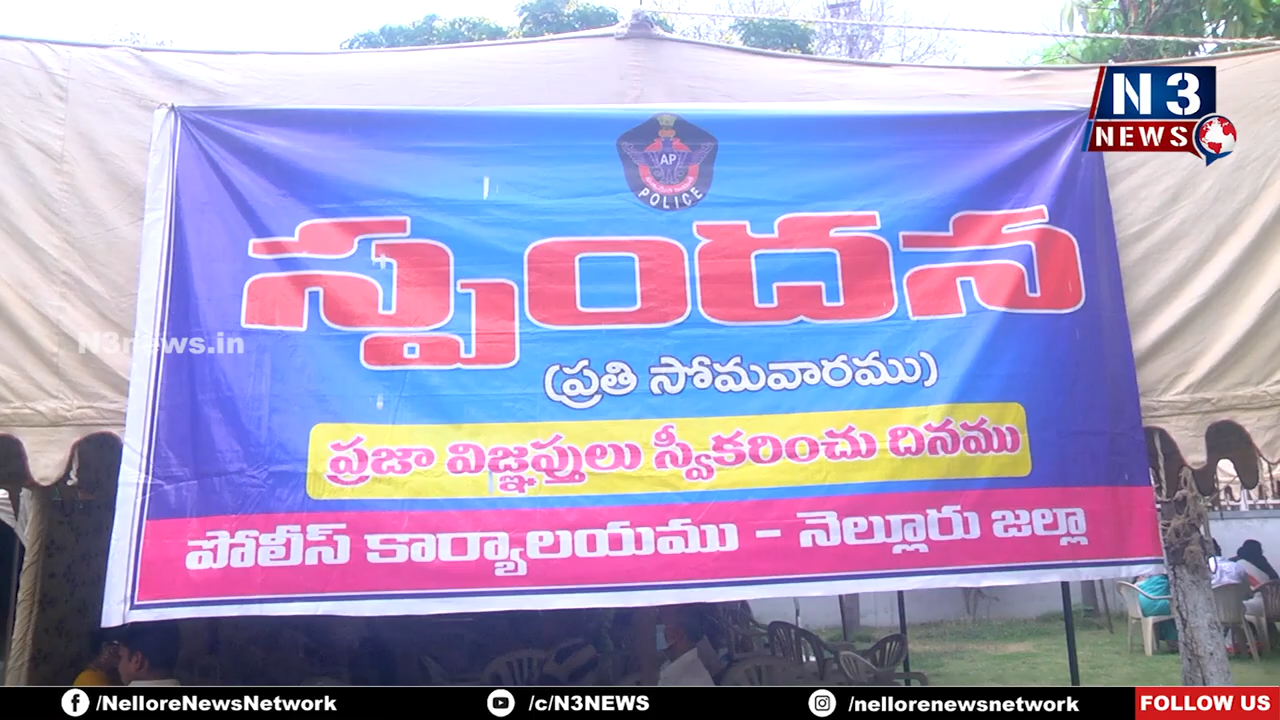 N3
NEWS
AP
POLICE
స్పందన
(ప్రతి సోమవారము)
ప్రజా విజ్ఞప్తులు స్వీకరించు దినము
పోలీస్ కార్యాలయము - నెల్లూరు జల్లా
N3news.in
/NelloreNewsNetwork
/c/N3NEWS
/nellorenewsnetwork
FOLLOW US